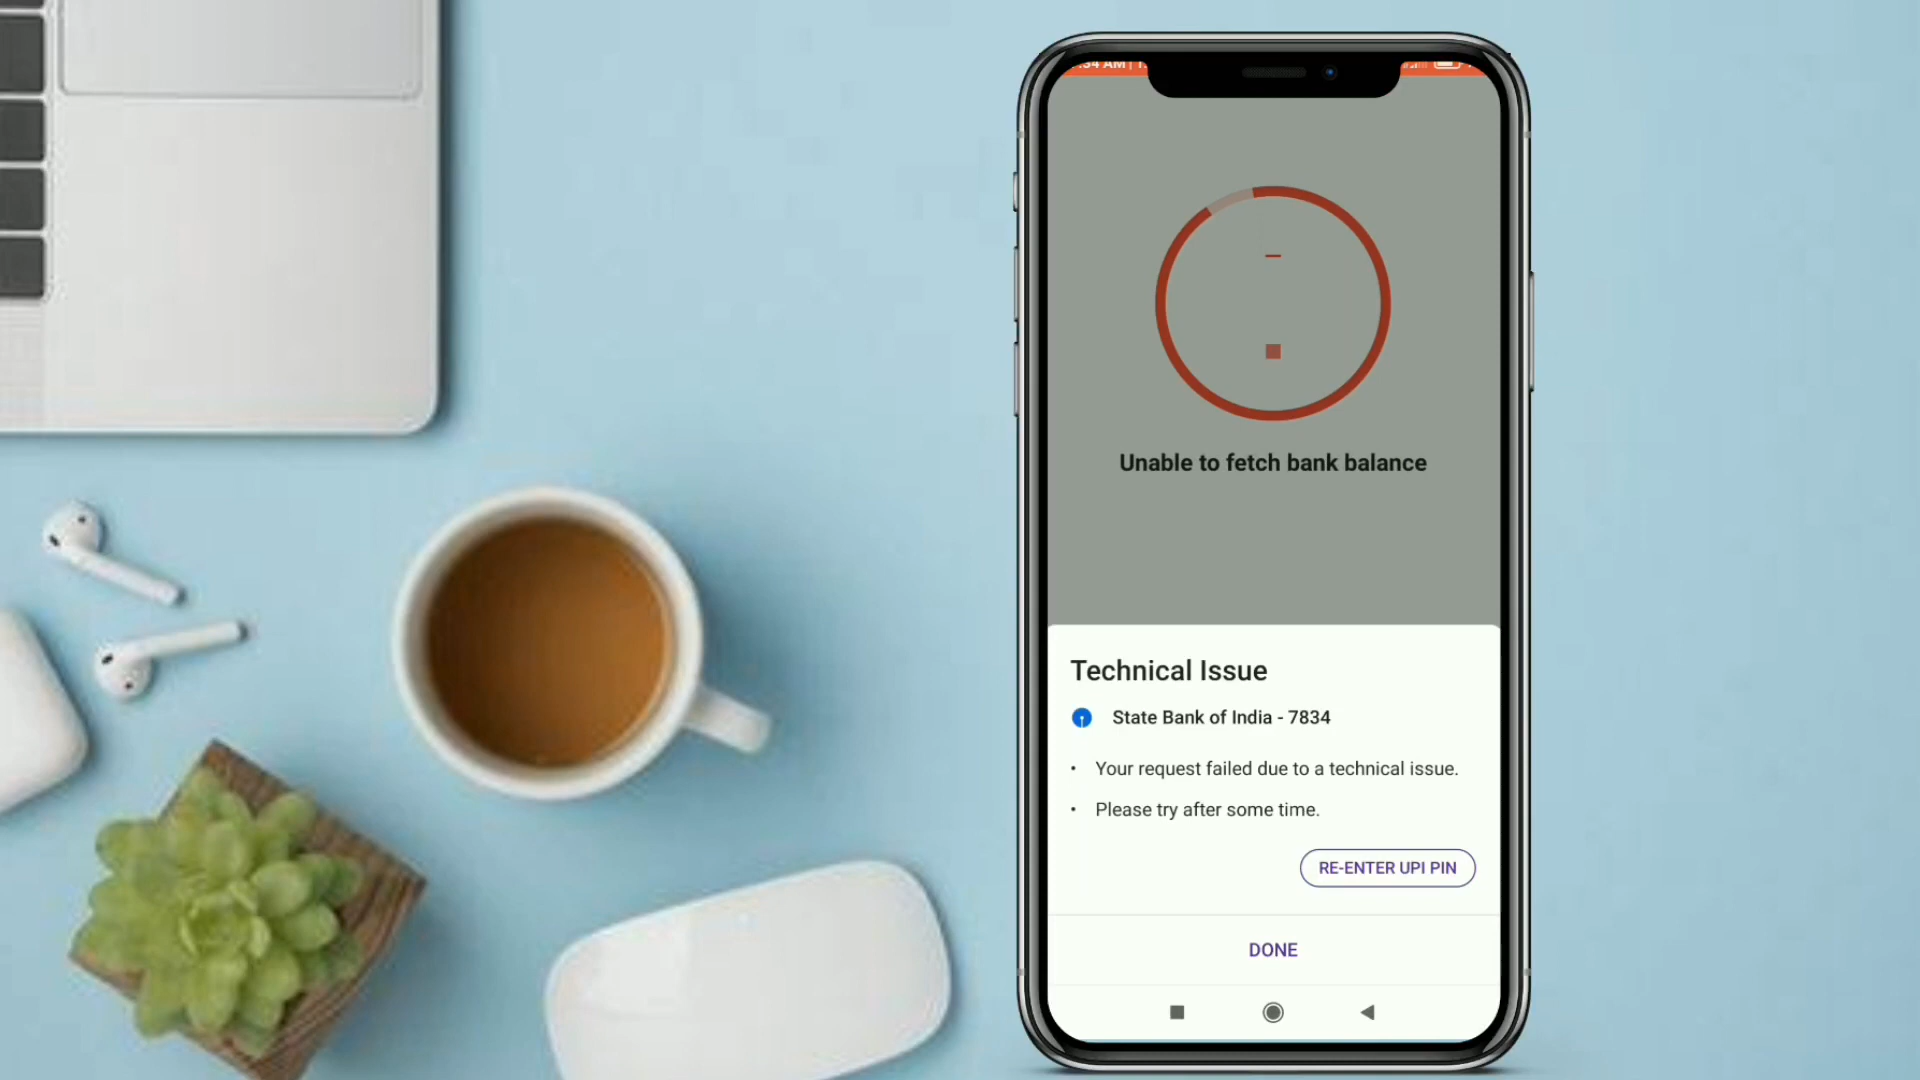 Unable to fetch bank balance
Technical Issue
State Bank of India - 7834
• Your request failed due to a technical issue.
• Please try after some time.
RE-ENTER UPI PIN
DONE